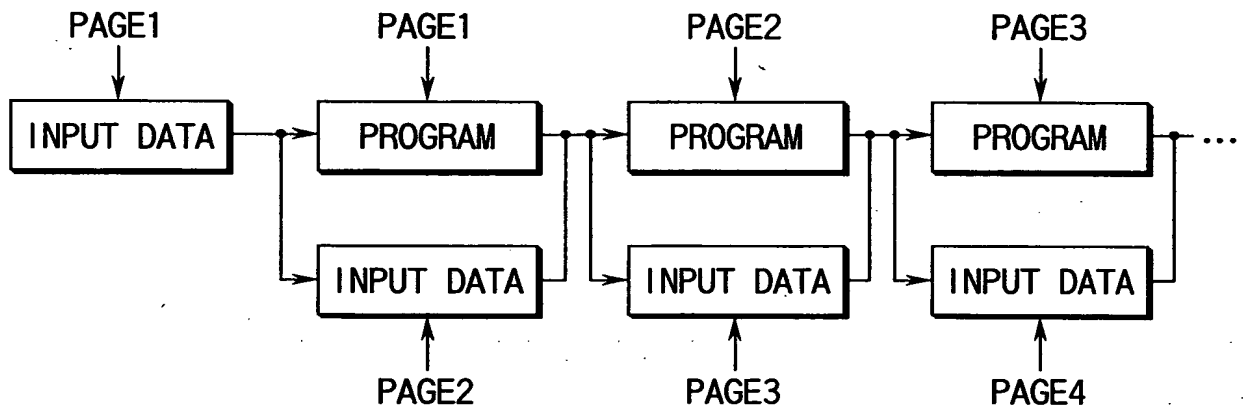 PAGE1 PAGE1 PAGE2 PAGE3
INPUT DATA PROGRAM PROGRAM PROGRAM ...
INPUT DATA INPUT DATA INPUT DATA
PAGE2 PAGE3 PAGE4